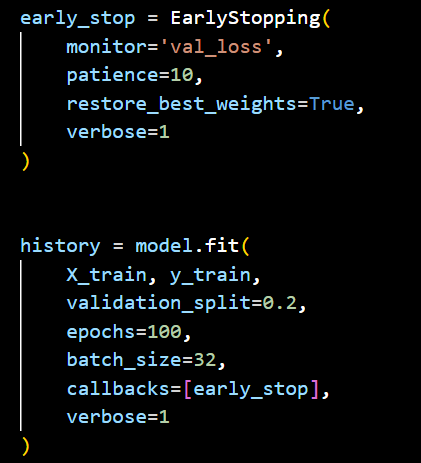 early_stop = EarlyStopping(
    monitor='val_loss',
    patience=10,
    restore_best_weights=True,
    verbose=1
)
history = model.fit(
    X_train, y_train,
    validation_split=0.2,
    epochs=100,
    batch_size=32,
    callbacks=[early_stop],
    verbose=1
)